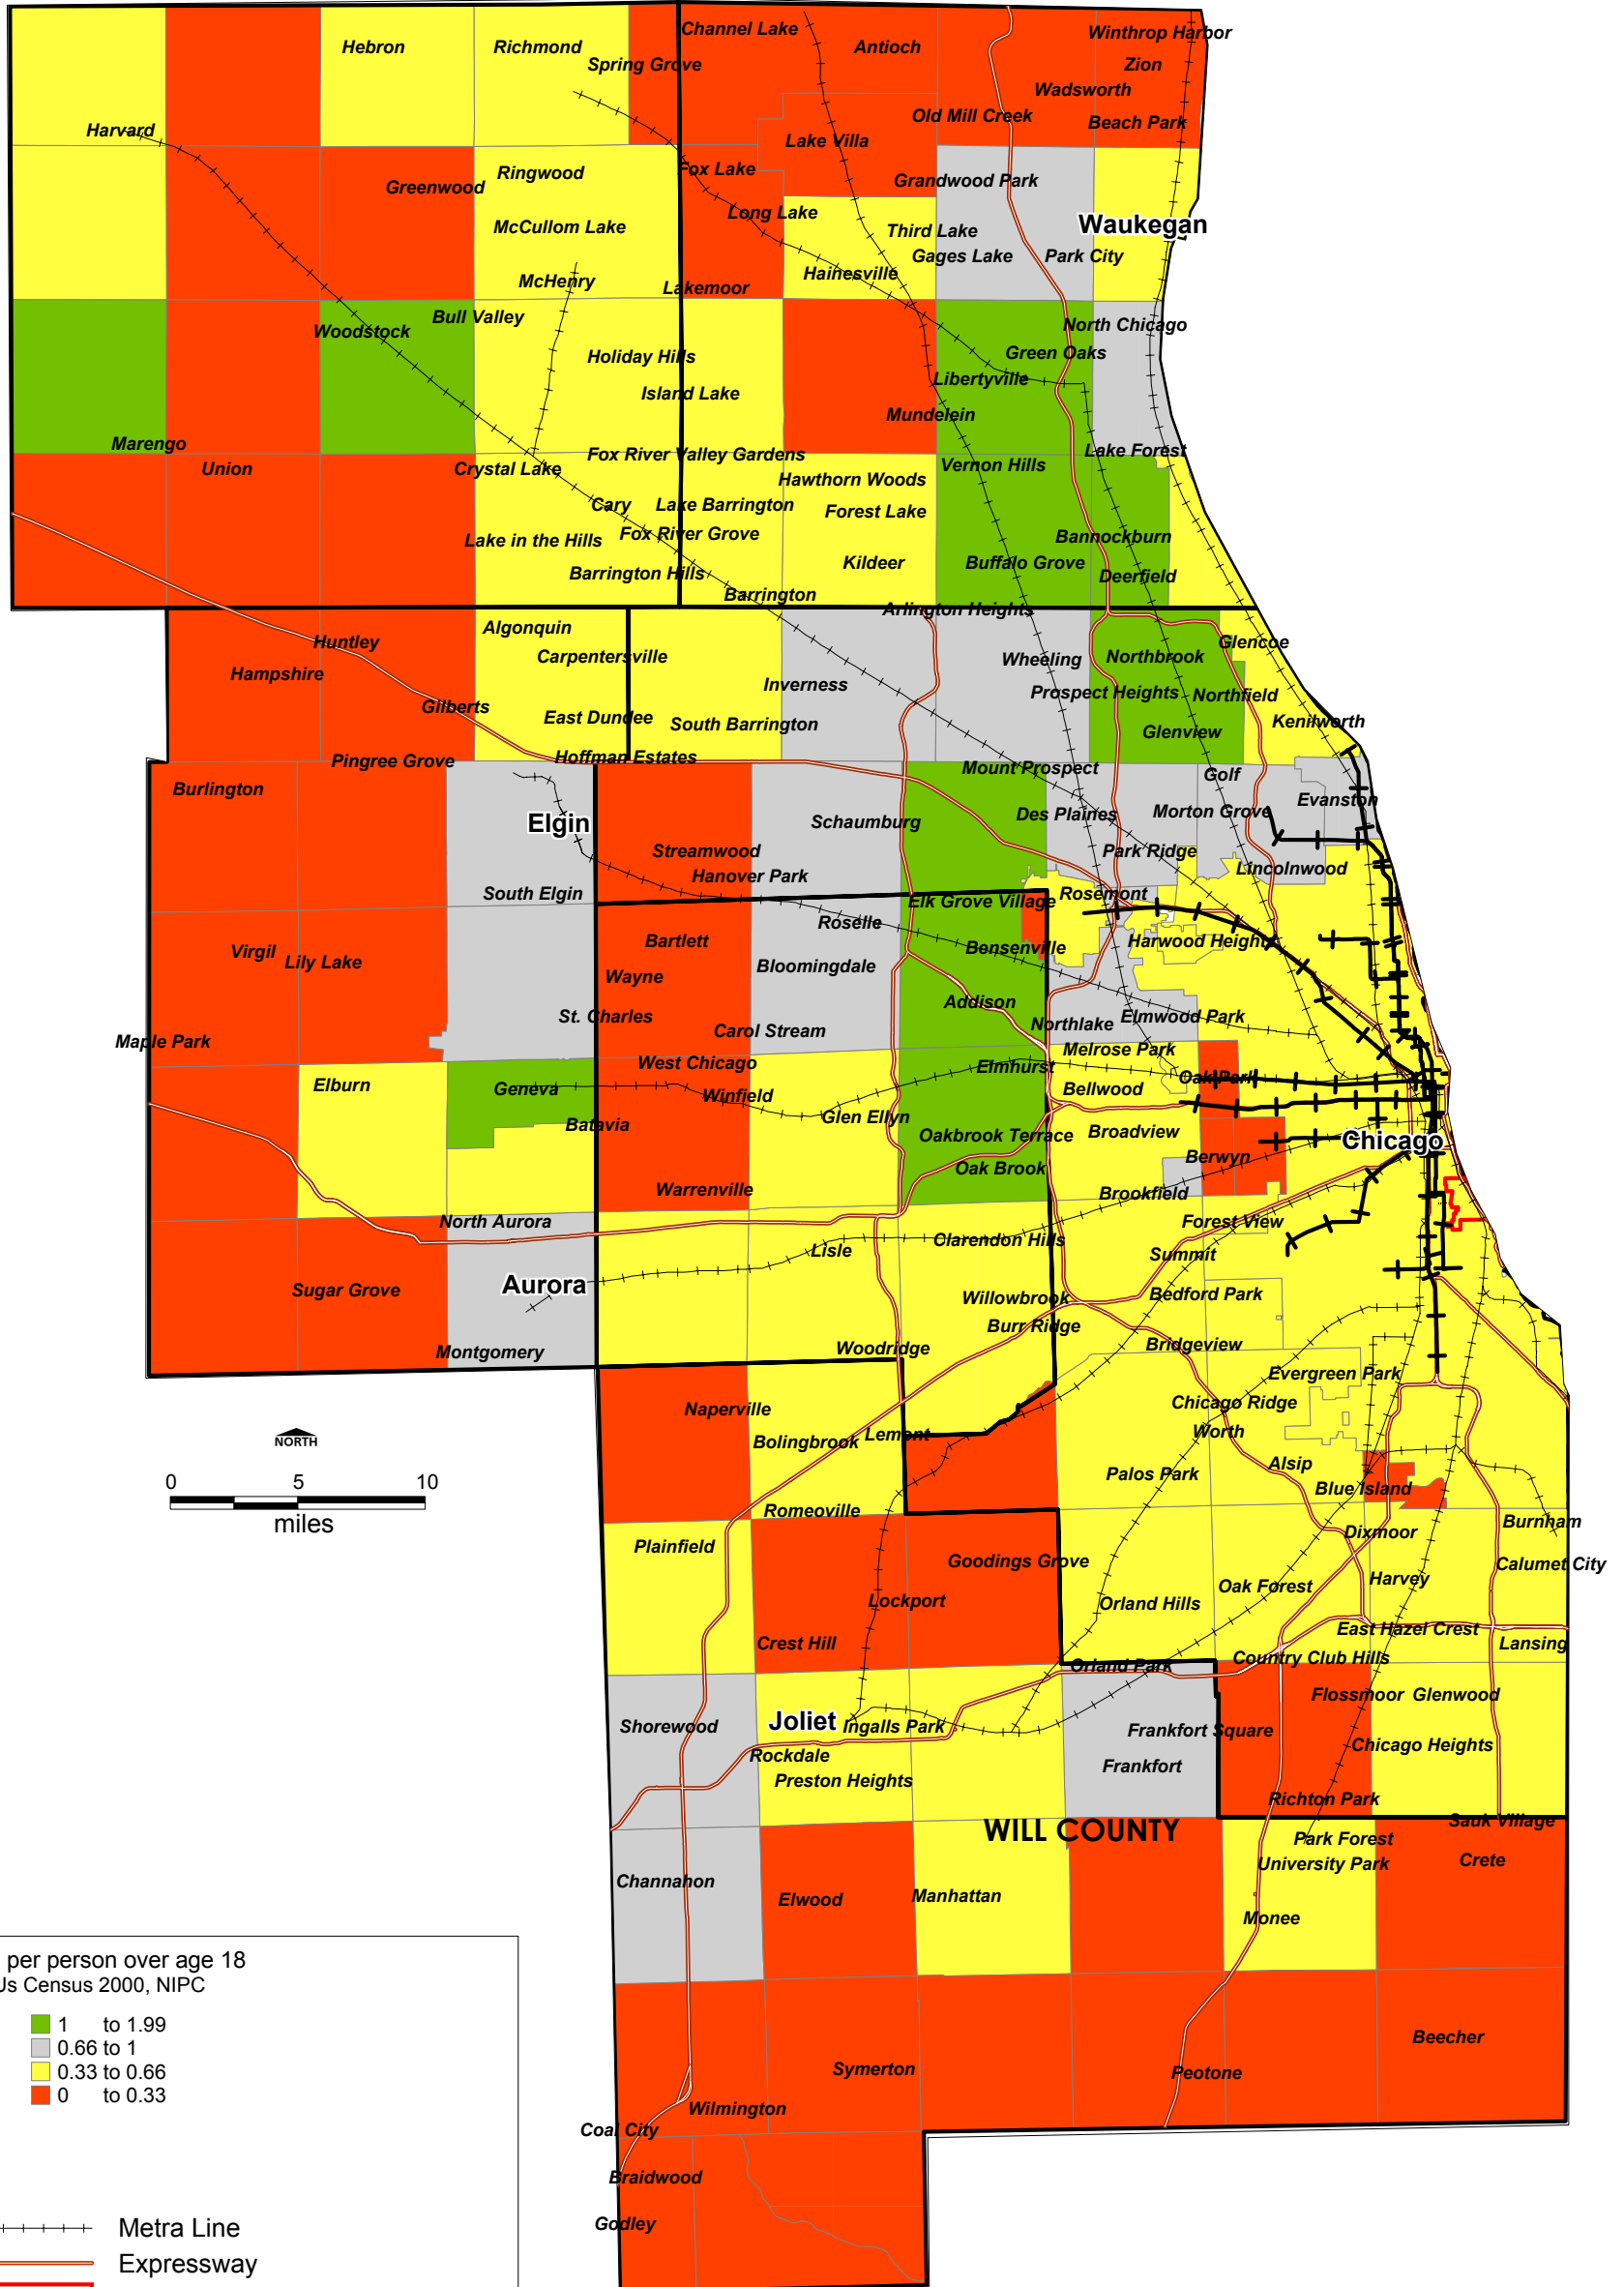 Channel Lake
Winthrop Harbor
Hebron
Richmond
Antioch
Spring Grove
Zion
Wadsworth
Old Mill Creek
Beach Park
Harvard
Lake Villa
Fox Lake
Ringwood
Grandwood Park
Greenwood
Long Lake
Waukegan
McCullom Lake
Third Lake
Gages Lake
Park City
Hainesville
McHenry
Lakemoor
Bull Valley
North Chicago
Woodstock
Green Oaks
Holiday Hills
Libertyville
Island Lake
Mundelein
Marengo
Lake Forest
Fox River Valley Gardens
Vernon Hills
Union
Crystal Lake
Hawthorn Woods
Cary
Lake Barrington
Forest Lake
Fox River Grove
Bannockburn
Lake in the Hills
Kildeer
Buffalo Grove
Barrington Hills
Deerfield
Barrington
Arlington Heights
Algonquin
Huntley
Glencoe
Carpentersville
Wheeling
Northbrook
Hampshire
Inverness
Prospect Heights
Northfield
Gilberts
East Dundee
South Barrington
Kenilworth
Glenview
Hoffman Estates
Pingree Grove
Mount Prospect
Golf
Burlington
Evanston
Elgin
Schaumburg
Des Plaines
Morton Grove
Streamwood
Park Ridge
Hanover Park
Lincolnwood
South Elgin
Rosemont
Elk Grove Village
Roselle
Bartlett
Bensenville
Harwood Heights
Virgil
Lily Lake
Wayne
Bloomingdale
Addison
St. Charles
Northlake
Elmwood Park
Maple Park
Carol Stream
Melrose Park
West Chicago
Elmhurst
Oak Park
Elburn
Geneva
Winfield
Bellwood
Glen Ellyn
Batavia
Oakbrook Terrace
Broadview
Chicago
Oak Brook
Berwyn
Warrenville
Brookfield
North Aurora
Forest View
Lisle
Clarendon Hills
Summit
Sugar Grove
Aurora
Willowbrook
Bedford Park
Burr Ridge
Bridgeview
Montgomery
Woodridge
Evergreen Park
Naperville
Chicago Ridge
Bolingbrook
Lemont
Worth
NORTH
Palos Park
Alsip
0 5 10
miles
Blue Island
Romeoville
Burnham
Dixmoor
Plainfield
Goodings Grove
Calumet City
Harvey
Oak Forest
Lockport
Orland Hills
East Hazel Crest
Lansing
Crest Hill
Country Club Hills
Orland Park
Flossmoor
Glenwood
Joliet
Ingalls Park
Shorewood
Frankfort Square
Chicago Heights
Rockdale
Frankfort
Preston Heights
Richton Park
Sauk Village
WILL COUNTY
Park Forest
University Park
Crete
Channahon
Elwood
Manhattan
Monee
per person over age 18
Us Census 2000, NIPC
1 to 1.99
0.66 to 1
0.33 to 0.66
0 to 0.33
Beecher
Symerton
Peotone
Wilmington
Coal City
Braidwood
Godley
Metra Line
Expressway